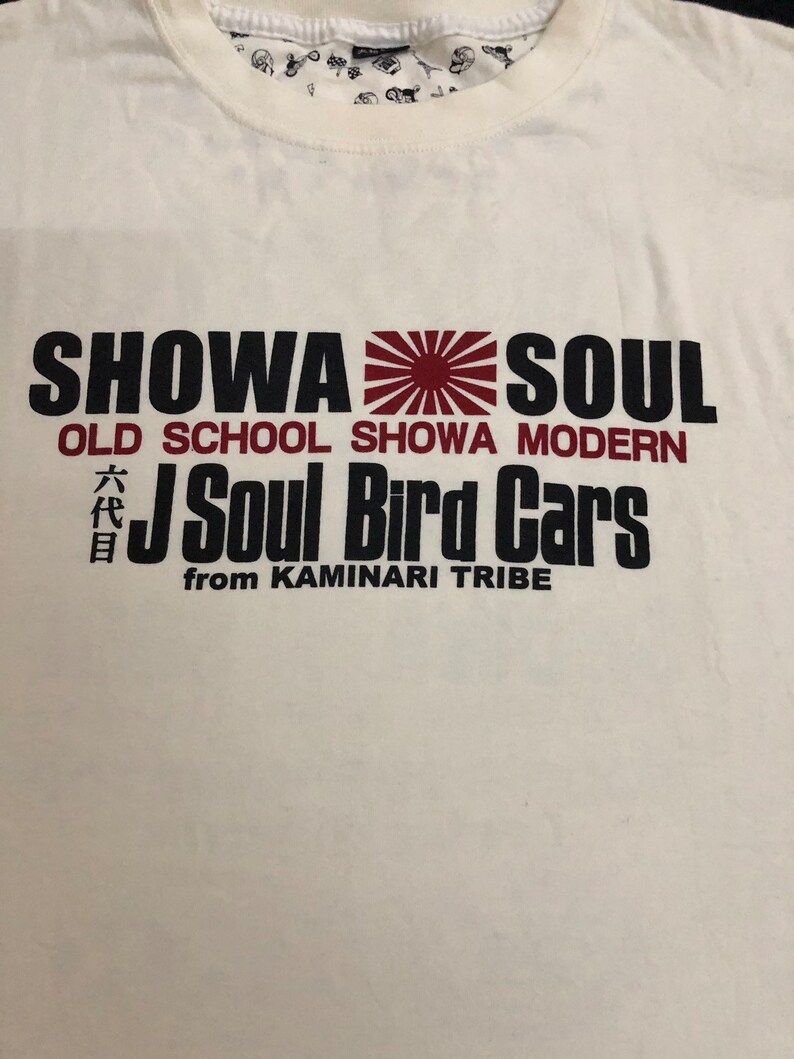 SHOWA SOUL
OLD SCHOOL SHOWA MODERN
六代目 J Soul Bird Cars
from KAMINARI TRIBE